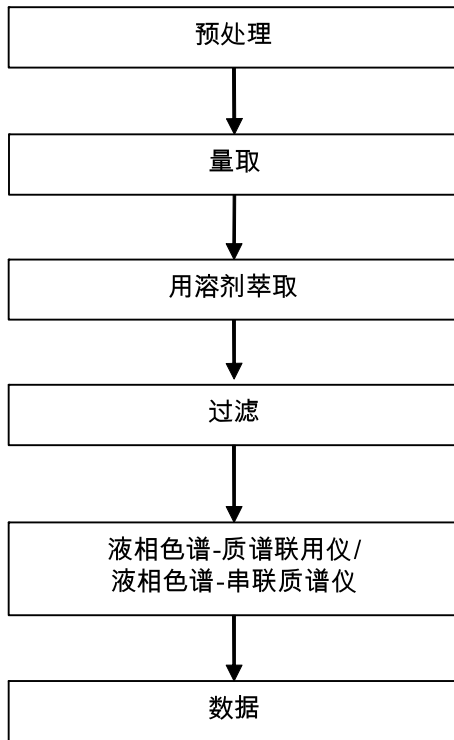 预处理
量取
用溶剂萃取
过滤
液相色谱-质谱联用仪/
液相色谱-串联质谱仪
数据